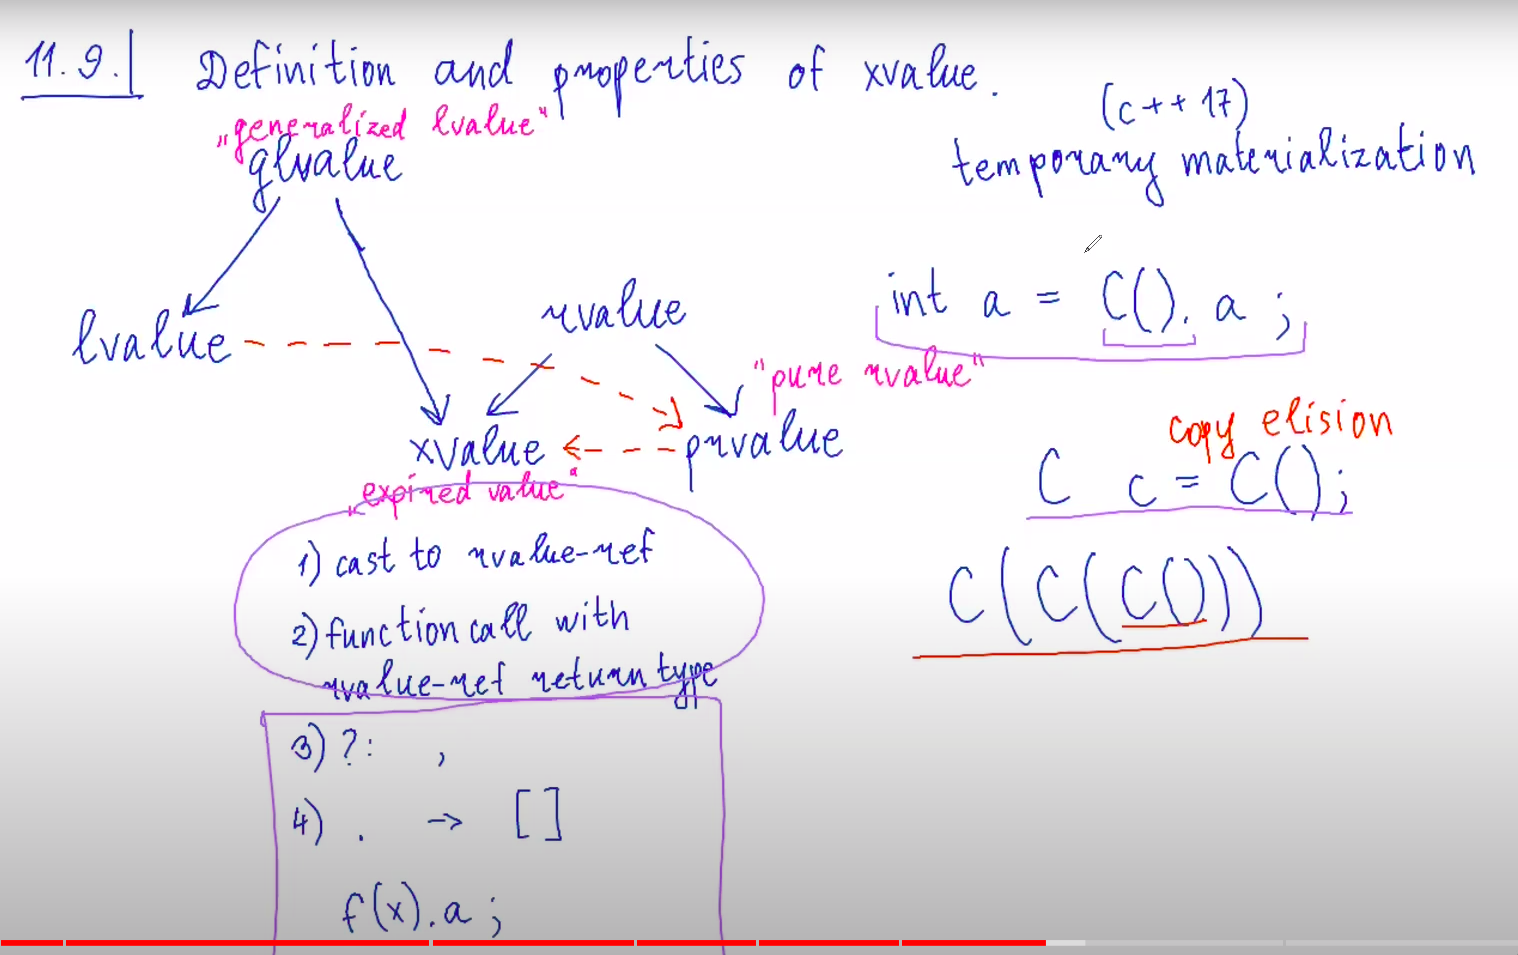 11.9. Definition and properties of xvalue.
„generalized lvalue"
glvalue
(c++17)
temporary materialization
lvalue
rvalue
int a = C().a;
"pure rvalue"
xvalue
prvalue
„expired value"
copy elision
C c = C();
C(C(C()))
1) cast to rvalue-ref
2) function call with
rvalue-ref return type
3) ?: ,
4) . -> []
f(x).a;